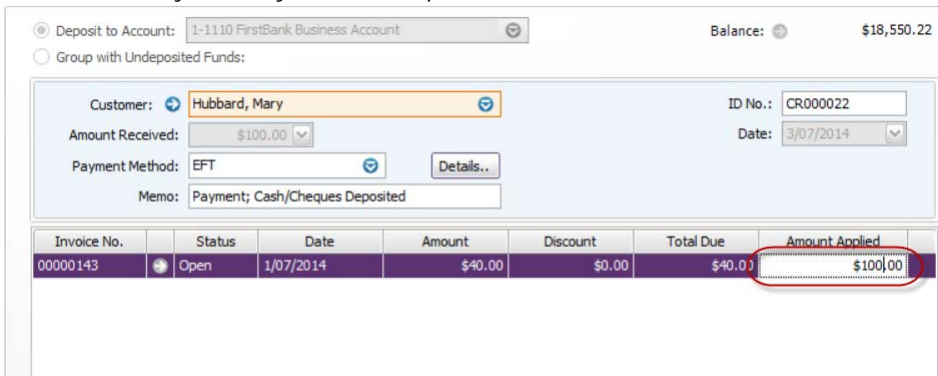 Deposit to Account: 1-1110 FirstBank Business Account Balance: $18,550.22
Group with Undeposited Funds:
Customer: Hubbard, Mary ID No.: CR000022
Amount Received: $100.00 Date: 3/07/2014
Payment Method: EFT Details..
Memo: Payment; Cash/Cheques Deposited
Invoice No. Status Date Amount Discount Total Due Amount Applied
00000143 Open 1/07/2014 $40.00 $0.00 $40.00 $100.00